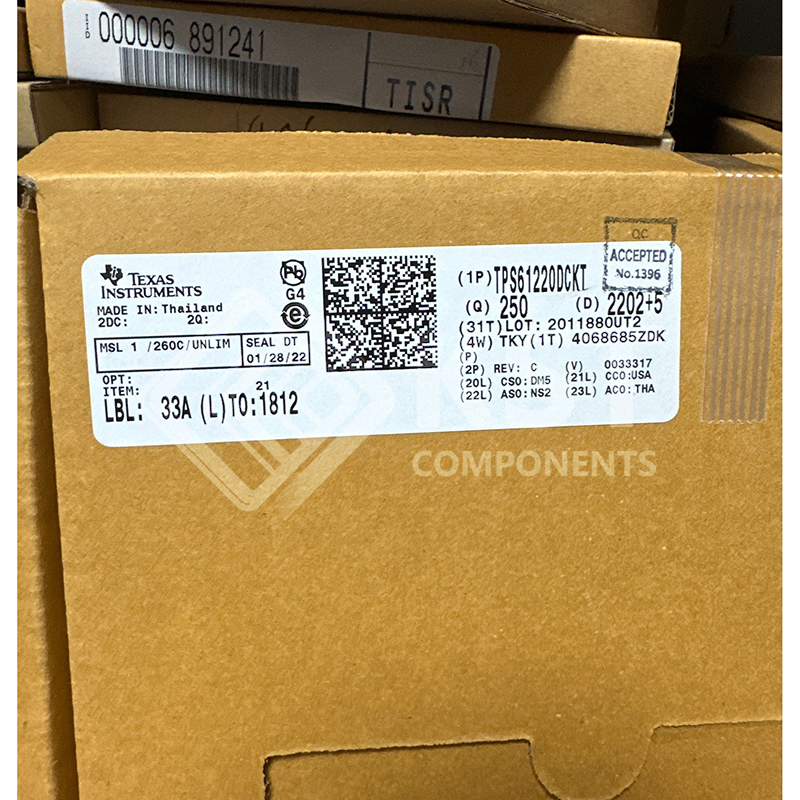 000006 891241
TISR
TEXAS
INSTRUMENTS
MADE IN: Thailand
2DC: 2Q:
MSL 1 /260C/UNLIM
SEAL DT
01/28/22
OPT:
ITEM: 21
LBL: 33A (L)TO:1812
Pb
G4
e
(1P)TPS61220DCKT
(Q) 250 (D) 2202+5
(31T)LOT: 2011880UT2
(4W) TKY(1T) 4068685ZDK
(P)
(2P) REV: C (V) 0033317
(20L) CSO:DM5 (21L) CCO:USA
(22L) ASO:NS2 (23L) ACO:THA
QC
ACCEPTED
No.1396
COMPONENTS